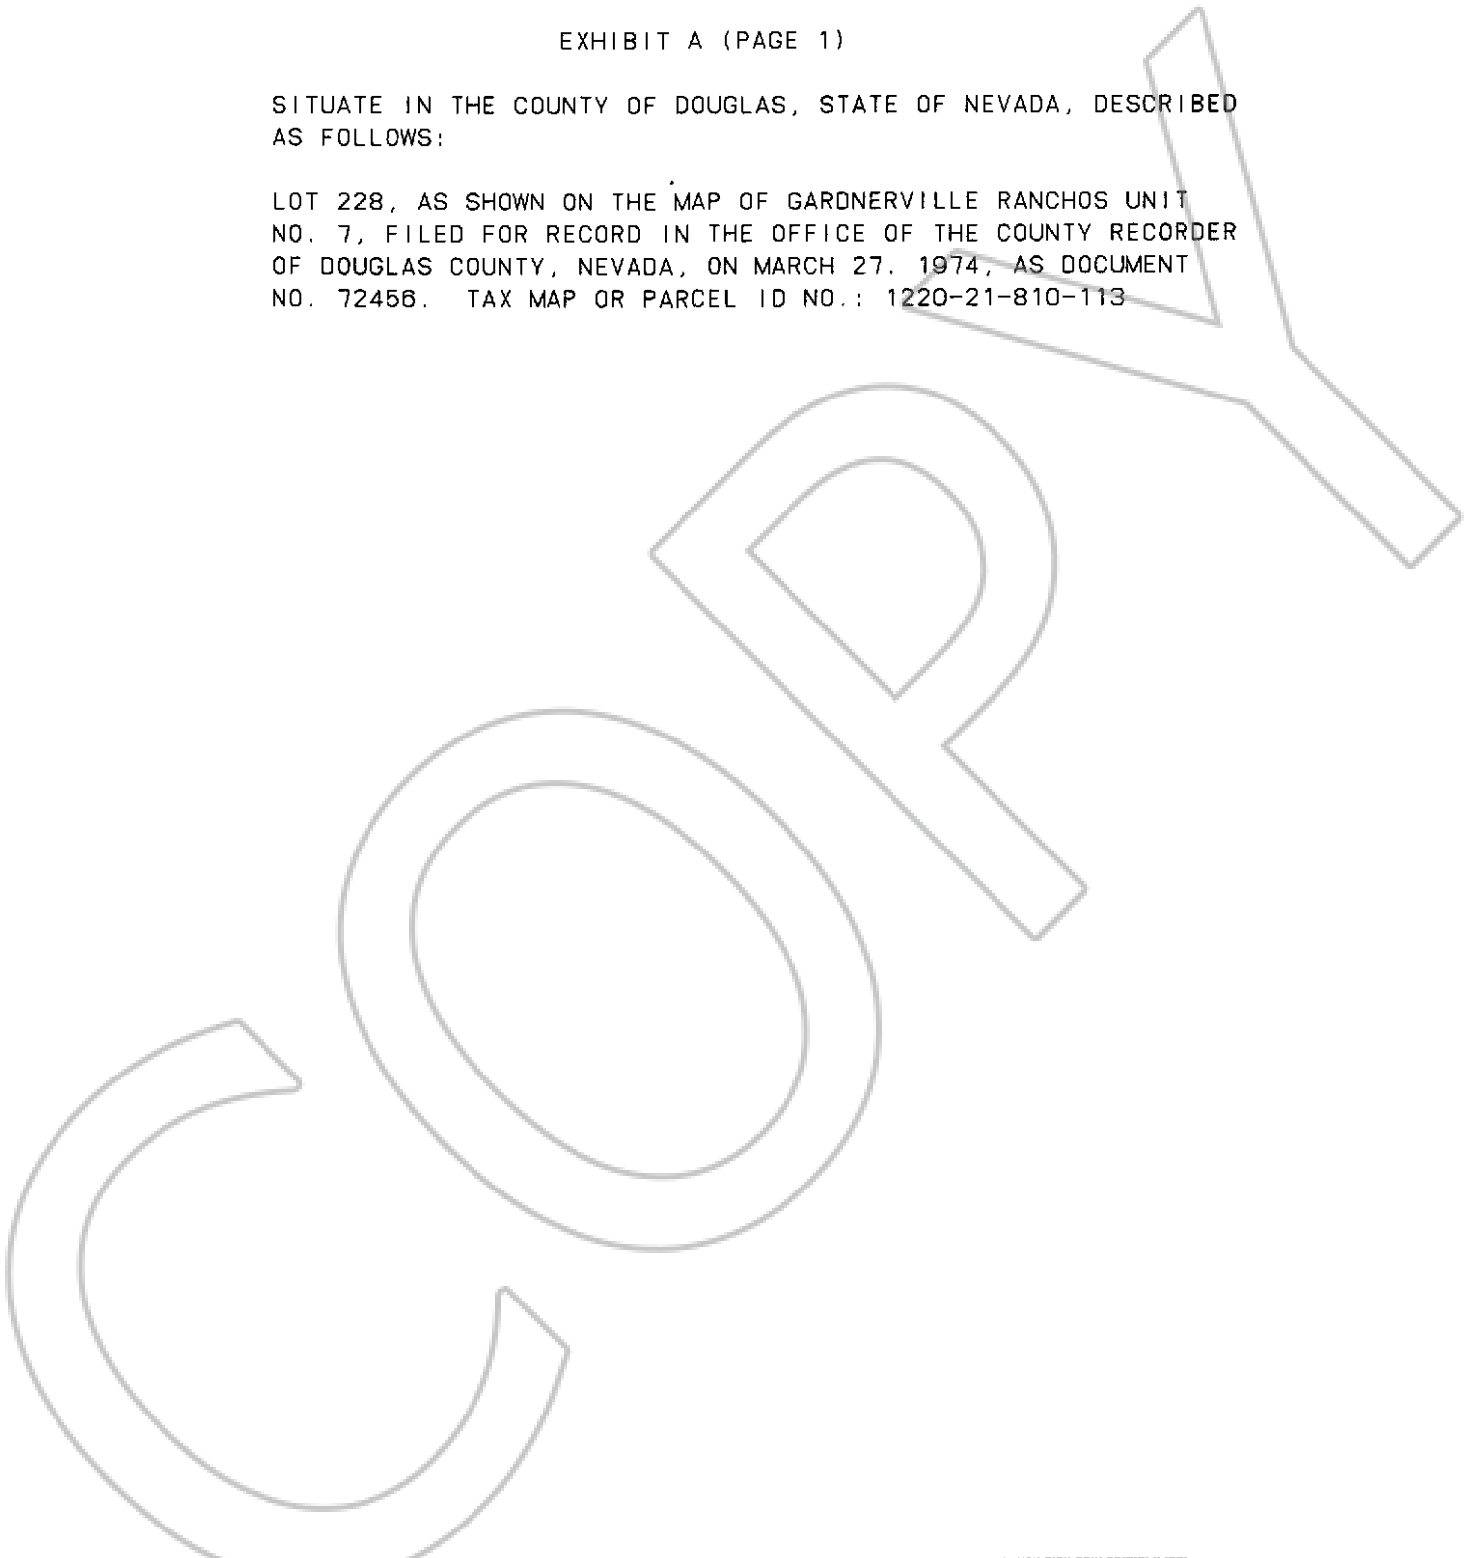 EXHIBIT A (PAGE 1)
SITUATE IN THE COUNTY OF DOUGLAS, STATE OF NEVADA, DESCRIBED
AS FOLLOWS:
LOT 228, AS SHOWN ON THE MAP OF GARDNERVILLE RANCHOS UNIT
NO. 7, FILED FOR RECORD IN THE OFFICE OF THE COUNTY RECORDER
OF DOUGLAS COUNTY, NEVADA, ON MARCH 27. 1974, AS DOCUMENT
NO. 72456. TAX MAP OR PARCEL ID NO.: 1220-21-810-113
COPY